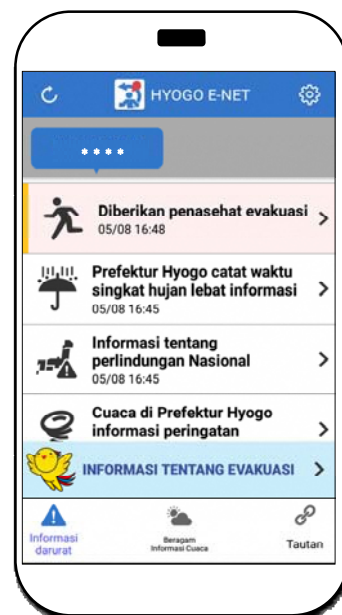 HYOGO E-NET
****
Diberikan penasehat evakuasi
05/08 16:48
Prefektur Hyogo catat waktu
singkat hujan lebat informasi
05/08 16:45
Informasi tentang
perlindungan Nasional
05/08 16:45
Cuaca di Prefektur Hyogo
informasi peringatan
INFORMASI TENTANG EVAKUASI
Informasi
darurat
Beragam
Informasi Cuaca
Tautan